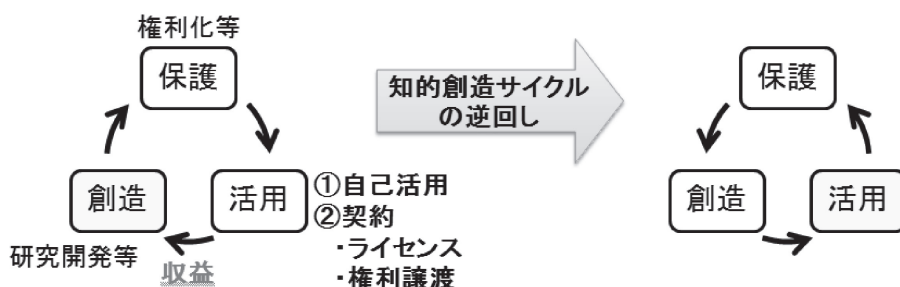 権利化等
保護
創造
活用
研究開発等
収益
①自己活用
②契約
・ライセンス
・権利譲渡
知的創造サイクル
の逆回し
保護
創造
活用